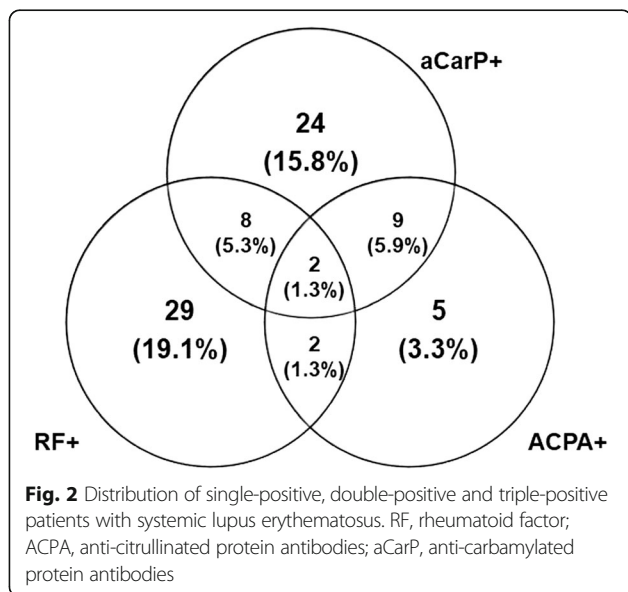 aCarP+
24
(15.8%)
8
(5.3%)
9
(5.9%)
2
(1.3%)
29
(19.1%)
5
(3.3%)
2
(1.3%)
RF+
ACPA+
Fig. 2 Distribution of single-positive, double-positive and triple-positive
patients with systemic lupus erythematosus. RF, rheumatoid factor;
ACPA, anti-citrullinated protein antibodies; aCarP, anti-carbamylated
protein antibodies